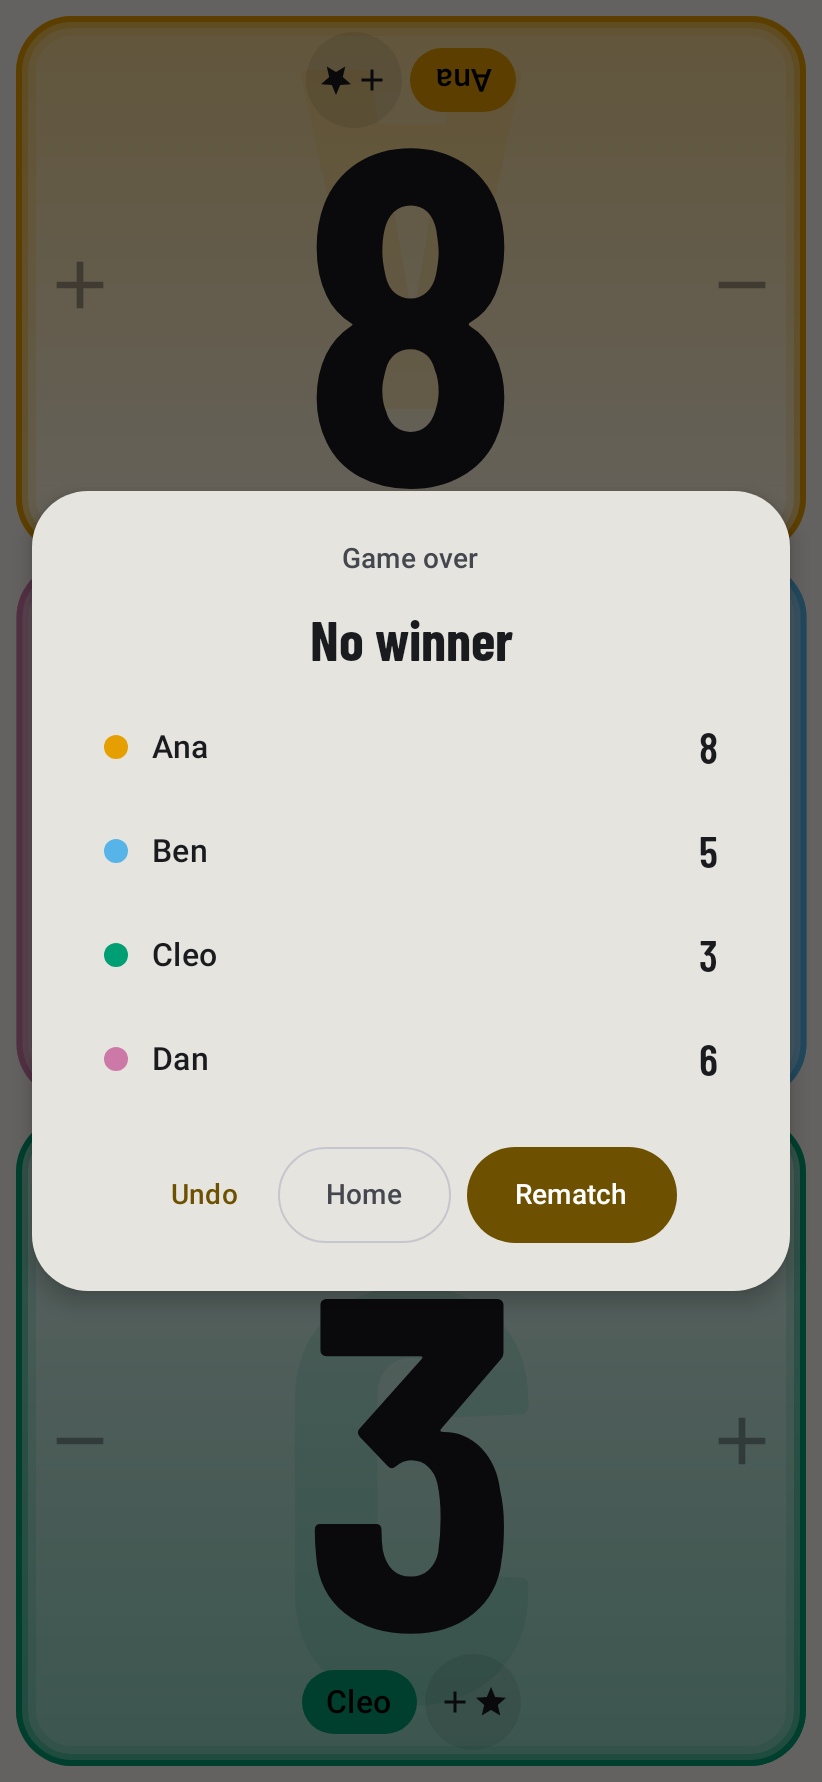 Ana
8
Game over
No winner
Ana 8
Ben 5
Cleo 3
Dan 6
Undo Home Rematch
3
Cleo